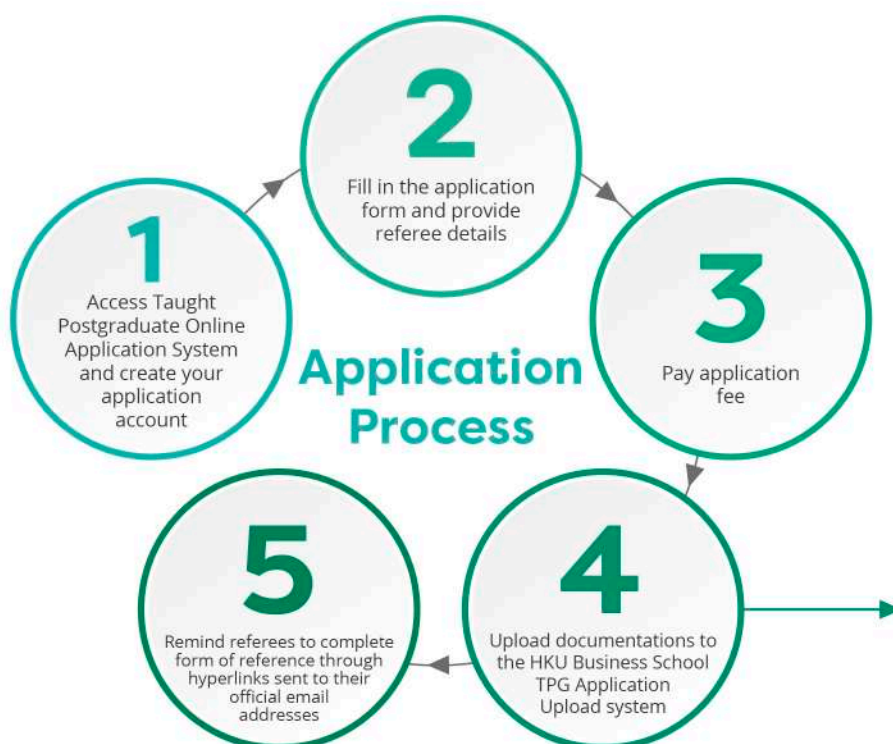 1
Access Taught
Postgraduate Online
Application System
and create your
application
account
2
Fill in the application
form and provide
referee details
3
Pay application
fee
Application
Process
4
Upload documentations to
the HKU Business School
TPG Application
Upload system
5
Remind referees to complete
form of reference through
hyperlinks sent to their
official email
addresses